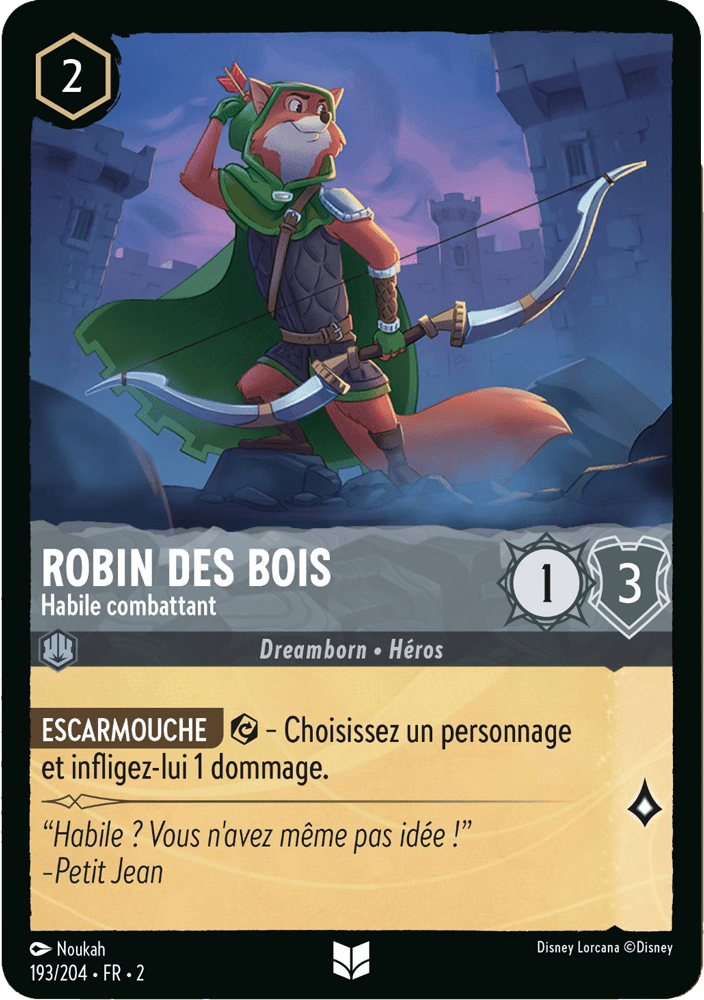 2
ROBIN DES BOIS
Habile combattant
1
3
Dreamborn • Héros
ESCARMOUCHE – Choisissez un personnage
et infligez-lui 1 dommage.
“Habile ? Vous n'avez même pas idée !”
-Petit Jean
Noukah
Disney Lorcana ©Disney
193/204 • FR • 2